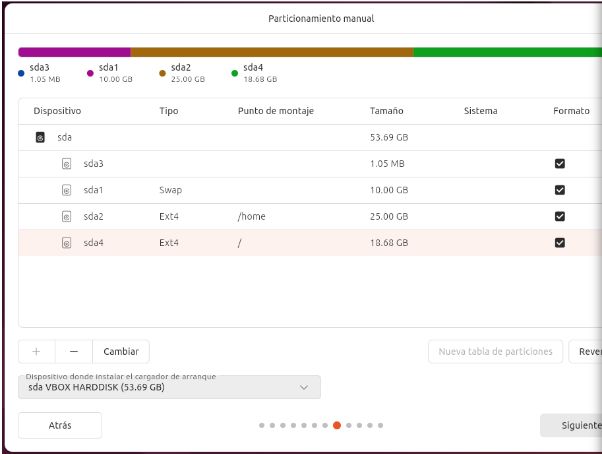 Particionamiento manual
sda3 sda1 sda2 sda4
1.05 MB 10.00 GB 25.00 GB 18.68 GB
Dispositivo Tipo Punto de montaje Tamaño Sistema Formato
sda 53.69 GB
sda3 1.05 MB
sda1 Swap 10.00 GB
sda2 Ext4 /home 25.00 GB
sda4 Ext4 / 18.68 GB
+ − Cambiar Nueva tabla de particiones Rever
Dispositivo donde instalar el cargador de arranque
sda VBOX HARDDISK (53.69 GB)
Atrás Siguiente